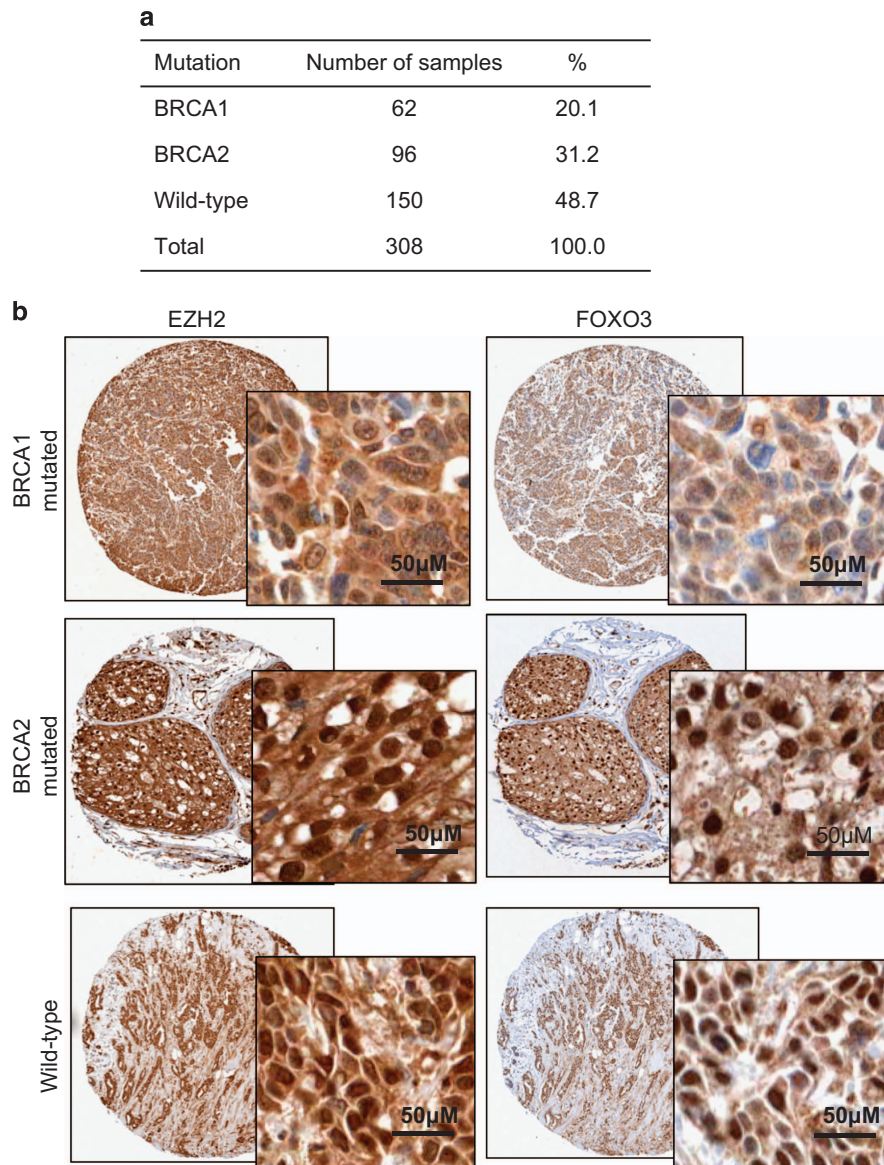 a
Mutation Number of samples %
BRCA1 62 20.1
BRCA2 96 31.2
Wild-type 150 48.7
Total 308 100.0
b
EZH2 FOXO3
BRCA1
mutated
50µM 50µM
BRCA2
mutated
50µM 50µM
Wild-type
50µM 50µM